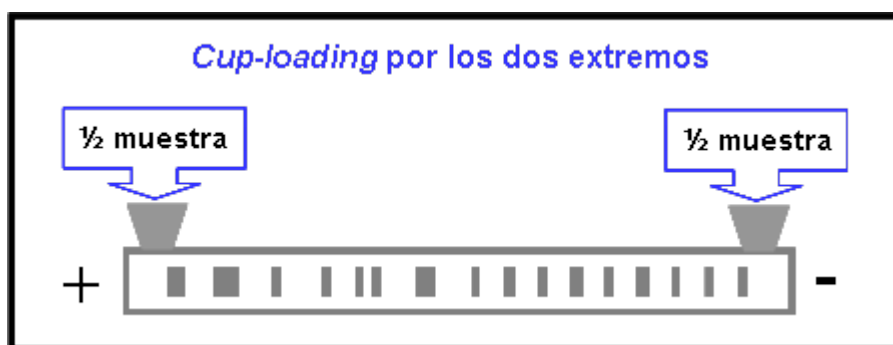 Cup-loading por los dos extremos
½ muestra
½ muestra
+
-